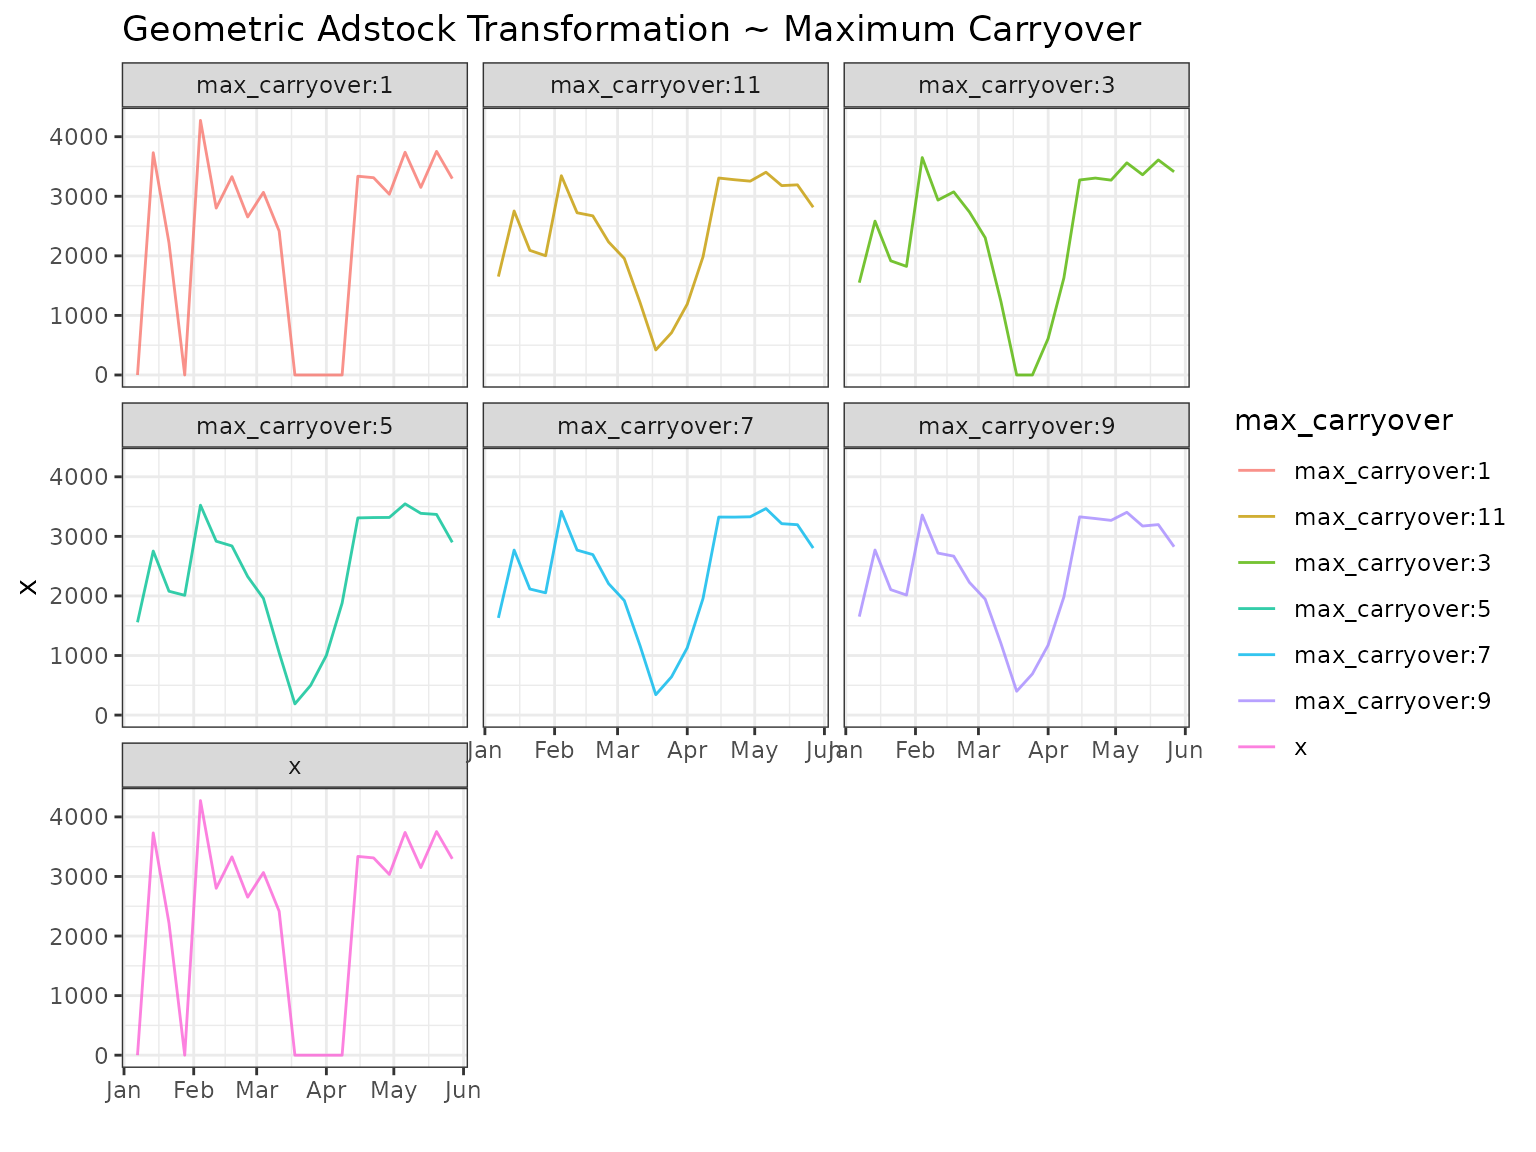 Geometric Adstock Transformation ~ Maximum Carryover
max_carryover:1
max_carryover:11
max_carryover:3
4000
3000
2000
1000
0
max_carryover:5
max_carryover:7
max_carryover:9
4000
3000
2000
1000
0
Jan Feb Mar Apr May Jun
Jan Feb Mar Apr May Jun
x
4000
3000
2000
1000
0
Jan Feb Mar Apr May Jun
x
max_carryover
max_carryover:1
max_carryover:11
max_carryover:3
max_carryover:5
max_carryover:7
max_carryover:9
x